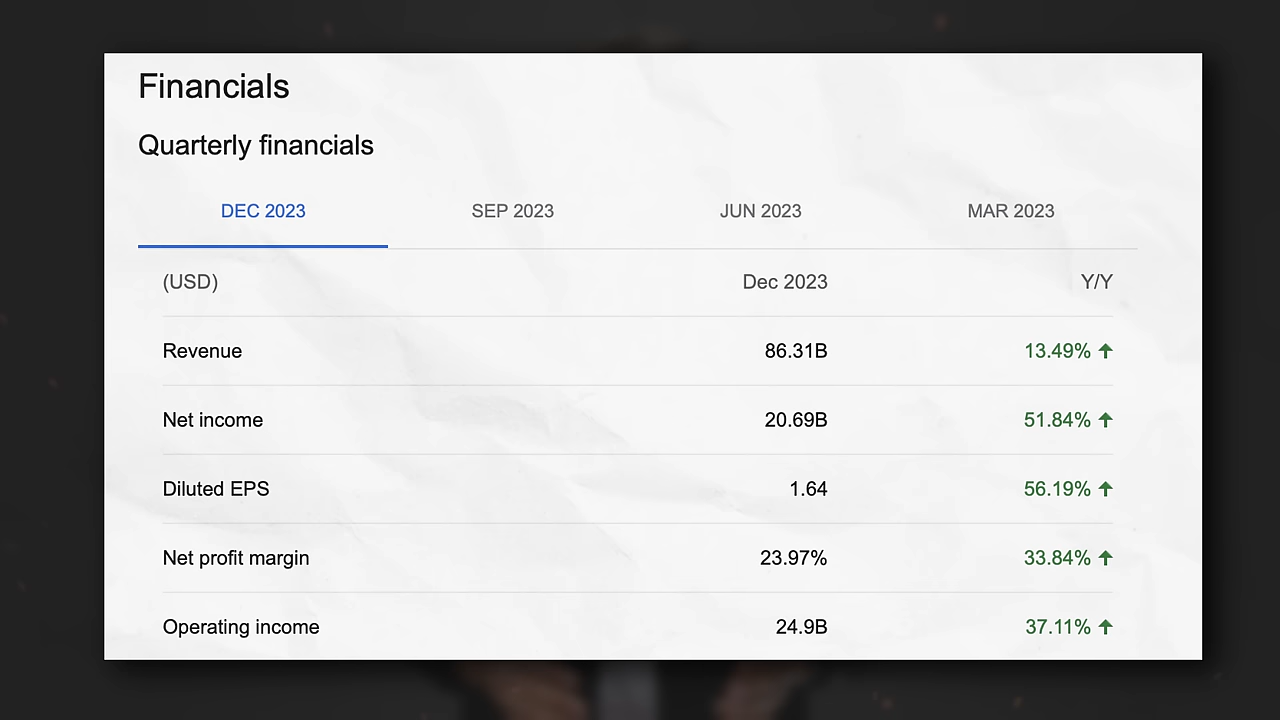 Financials
Quarterly financials
DEC 2023 SEP 2023 JUN 2023 MAR 2023
(USD) Dec 2023 Y/Y
Revenue 86.31B 13.49%
Net income 20.69B 51.84%
Diluted EPS 1.64 56.19%
Net profit margin 23.97% 33.84%
Operating income 24.9B 37.11%